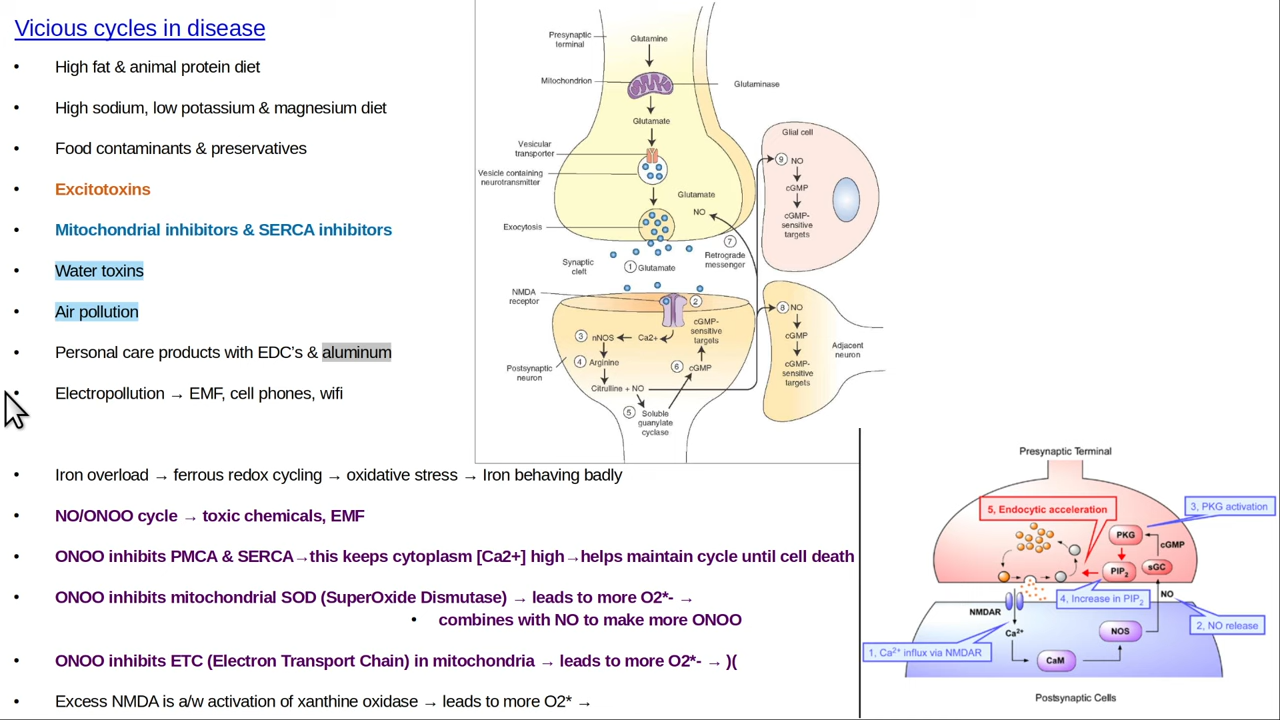 Vicious cycles in disease
• High fat & animal protein diet
• High sodium, low potassium & magnesium diet
• Food contaminants & preservatives
• Excitotoxins
• Mitochondrial inhibitors & SERCA inhibitors
• Water toxins
• Air pollution
• Personal care products with EDC's & aluminum
• Electropollution → EMF, cell phones, wifi
• Iron overload → ferrous redox cycling → oxidative stress → Iron behaving badly
• NO/ONOO cycle → toxic chemicals, EMF
• ONOO inhibits PMCA & SERCA→this keeps cytoplasm [Ca2+] high→helps maintain cycle until cell death
• ONOO inhibits mitochondrial SOD (SuperOxide Dismutase) → leads to more O2*- →
• combines with NO to make more ONOO
• ONOO inhibits ETC (Electron Transport Chain) in mitochondria → leads to more O2*- → )(
• Excess NMDA is a/w activation of xanthine oxidase → leads to more O2* →
Presynaptic
terminal
Glutamine
Mitochondrion
Glutaminase
Glutamate
Vesicular
transporter
Vesicle containing
neurotransmitter
Glutamate
NO
Exocytosis
7
Retrograde
messenger
Synaptic
cleft
1 Glutamate
NMDA
receptor
2
3 nNOS
Ca2+
cGMP-
sensitive
targets
4 Arginine
6 cGMP
Postsynaptic
neuron
Citrulline + NO
5 Soluble
guanylate
cyclase
Glial cell
9 NO
cGMP
cGMP-
sensitive
targets
8 NO
cGMP
cGMP-
sensitive
targets
Adjacent
neuron
Presynaptic Terminal
5, Endocytic acceleration
3, PKG activation
PKG
cGMP
PIP2
sGC
4, Increase in PIP2
NO
NMDAR
2, NO release
Ca2+
NOS
1, Ca2+ influx via NMDAR
CaM
Postsynaptic Cells